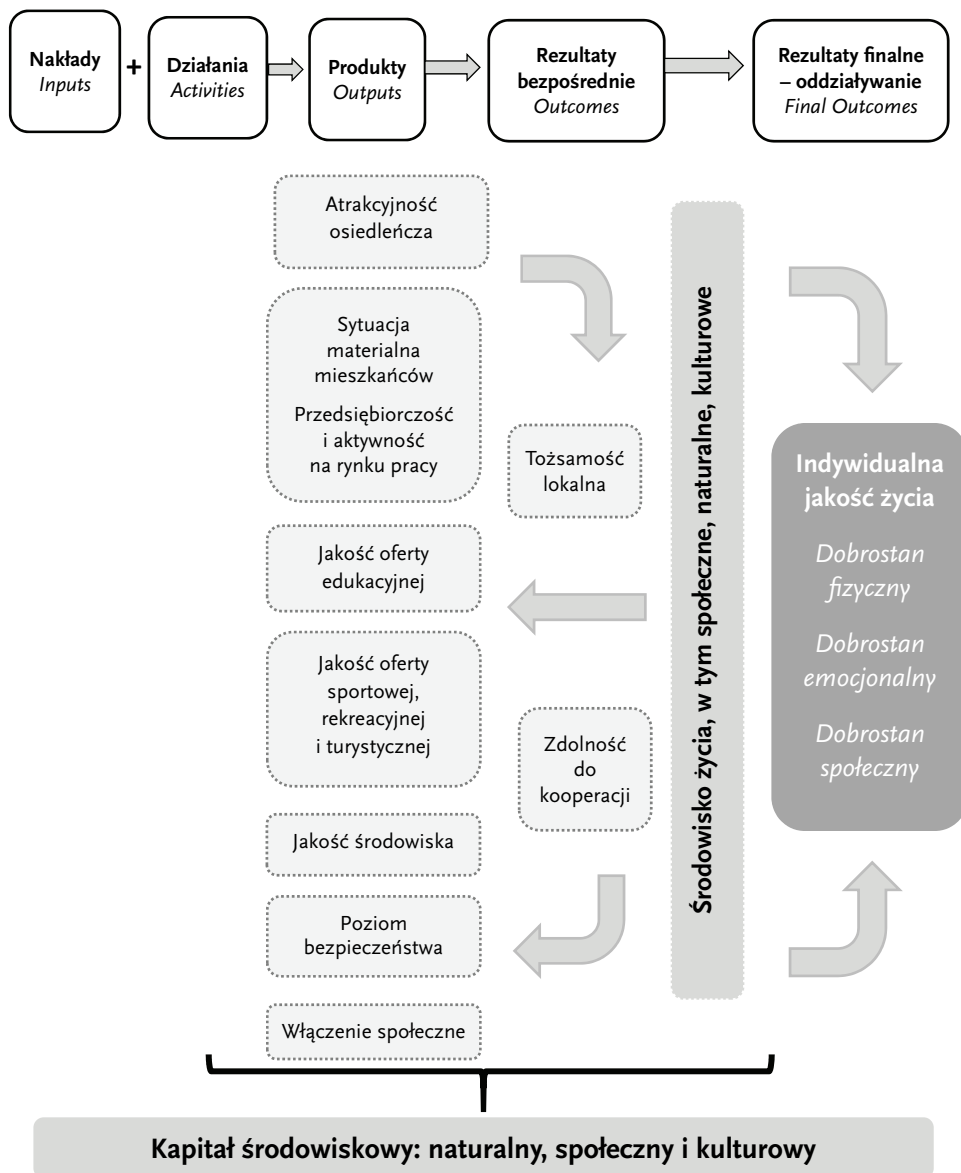 Nakłady
Inputs
+
Działania
Activities
Produkty
Outputs
Rezultaty
bezpośrednie
Outcomes
Rezultaty finalne
– oddziaływanie
Final Outcomes
Atrakcyjność
osiedleńcza
Sytuacja
materialna
mieszkańców
Przedsiębiorczość
i aktywność
na rynku pracy
Jakość oferty
edukacyjnej
Jakość oferty
sportowej,
rekreacyjnej
i turystycznej
Jakość środowiska
Poziom
bezpieczeństwa
Włączenie społeczne
Tożsamość
lokalna
Zdolność
do
kooperacji
Środowisko życia, w tym społeczne, naturalne, kulturowe
Indywidualna
jakość życia
Dobrostan
fizyczny
Dobrostan
emocjonalny
Dobrostan
społeczny
Kapitał środowiskowy: naturalny, społeczny i kulturowy